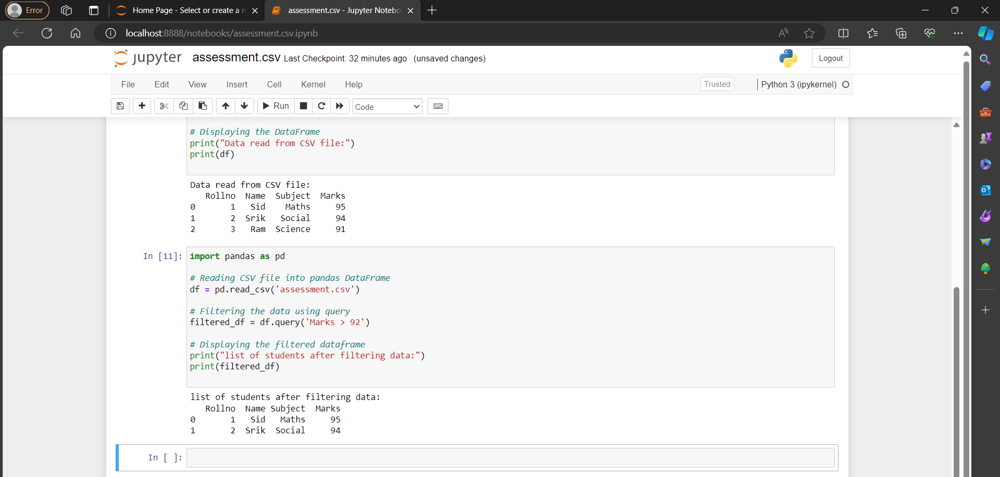 Error
Home Page - Select or create a n
assessment.csv - Jupyter Notebo
localhost:8888/notebooks/assessment.csv.ipynb
jupyter assessment.csv Last Checkpoint: 32 minutes ago (unsaved changes)
Logout
File Edit View Insert Cell Kernel Help
Trusted
Python 3 (ipykernel)
Run
Code
# Displaying the DataFrame
print("Data read from CSV file:")
print(df)
Data read from CSV file:
   Rollno  Name  Subject  Marks
0       1   Sid    Maths     95
1       2  Srik   Social     94
2       3   Ram  Science     91
In [11]: import pandas as pd
# Reading CSV file into pandas DataFrame
df = pd.read_csv('assessment.csv')
# Filtering the data using query
filtered_df = df.query('Marks > 92')
# Displaying the filtered dataframe
print("list of students after filtering data:")
print(filtered_df)
list of students after filtering data:
   Rollno  Name Subject  Marks
0       1   Sid   Maths     95
1       2  Srik  Social     94
In [ ]: